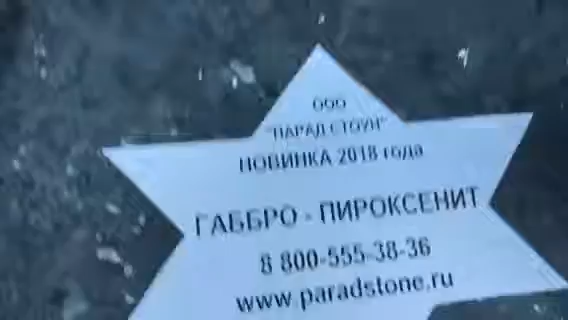 ООО
"ПАРАД СТОУН"
НОВИНКА 2018 года
ГАББРО - ПИРОКСЕНИТ
8 800-555-38-36
www.paradstone.ru